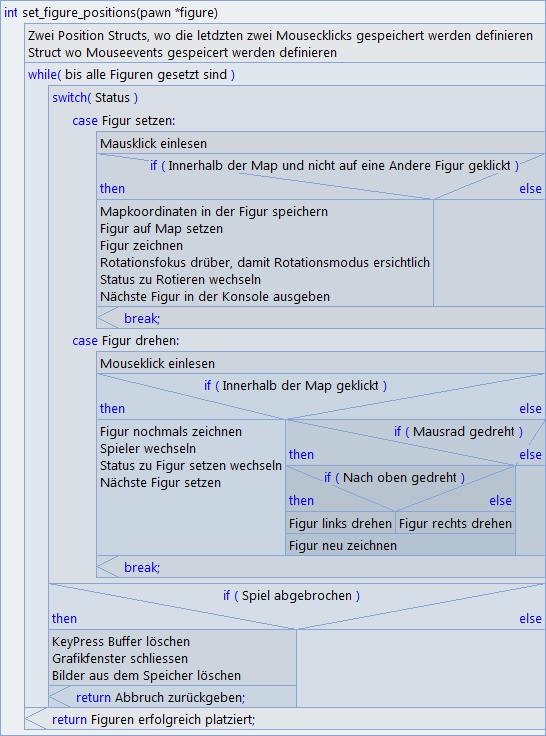 int set_figure_positions(pawn *figure)
Zwei Position Structs, wo die letdzten zwei Mousecklicks gespeichert werden definieren
Struct wo Mouseevents gespeicert werden definieren
while( bis alle Figuren gesetzt sind )
switch( Status )
case Figur setzen:
Mausklick einlesen
if ( Innerhalb der Map und nicht auf eine Andere Figur geklickt )
then else
Mapkoordinaten in der Figur speichern
Figur auf Map setzen
Figur zeichnen
Rotationsfokus drüber, damit Rotationsmodus ersichtlich
Status zu Rotieren wechseln
Nächste Figur in der Konsole ausgeben
break;
case Figur drehen:
Mouseklick einlesen
if ( Innerhalb der Map geklickt )
then else
Figur nochmals zeichnen
Spieler wechseln
Status zu Figur setzen wechseln
Nächste Figur setzen
if ( Mausrad gedreht )
then else
if ( Nach oben gedreht )
then else
Figur links drehen Figur rechts drehen
Figur neu zeichnen
break;
if ( Spiel abgebrochen )
then else
KeyPress Buffer löschen
Grafikfenster schliessen
Bilder aus dem Speicher löschen
return Abbruch zurückgeben;
return Figuren erfolgreich platziert;